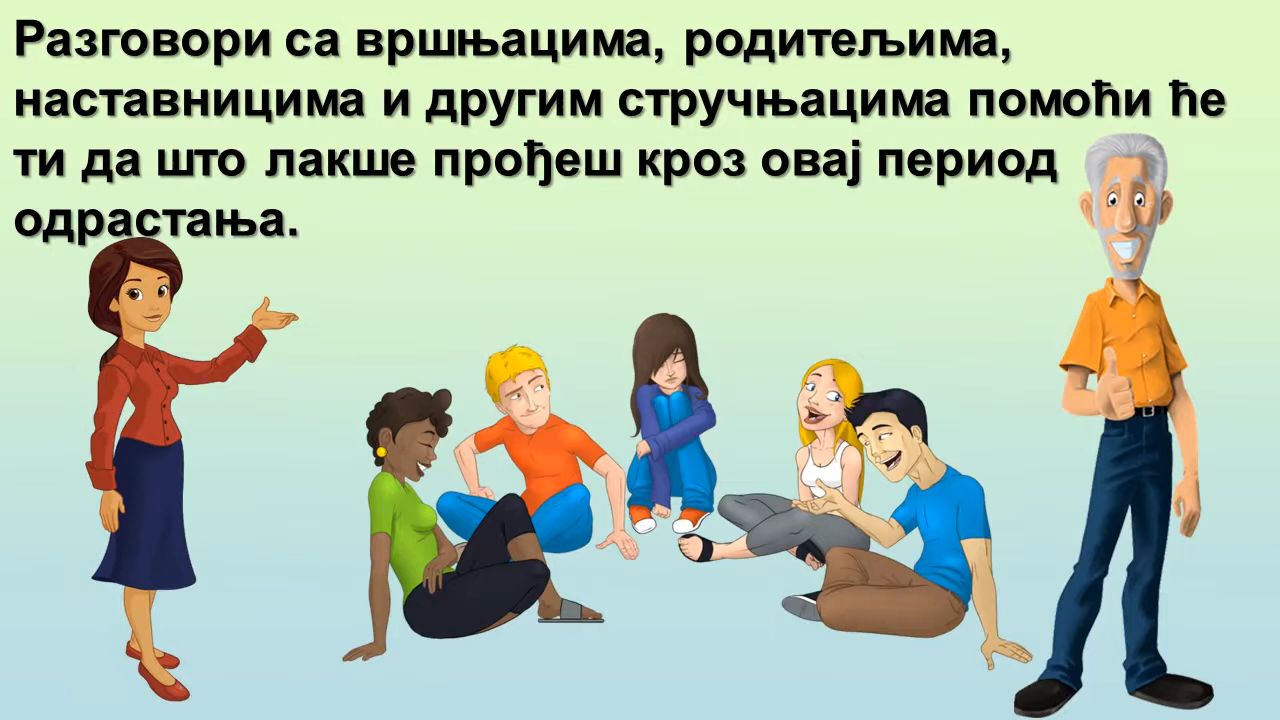 Разговори са вршњацима, родитељима,
наставницима и другим стручњацима помоћи ће
ти да што лакше прођеш кроз овај период
одрастања.